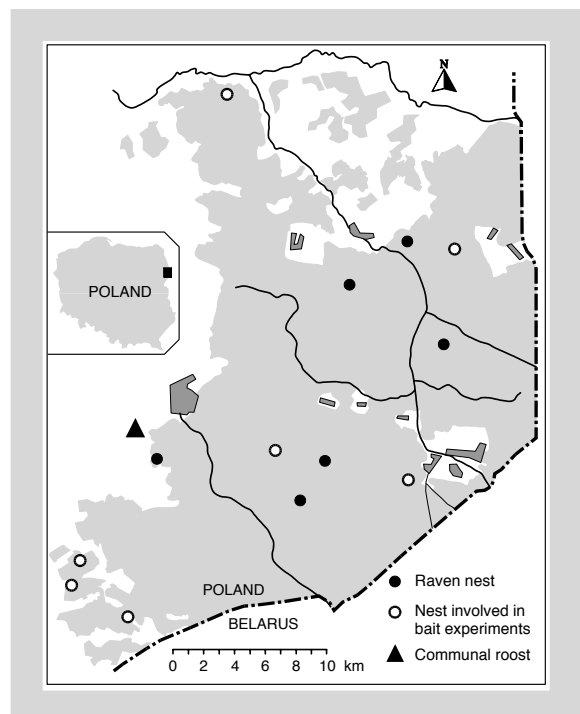 N
POLAND
POLAND
BELARUS
Raven nest
Nest involved in
bait experiments
Communal roost
0 2 4 6 8 10 km